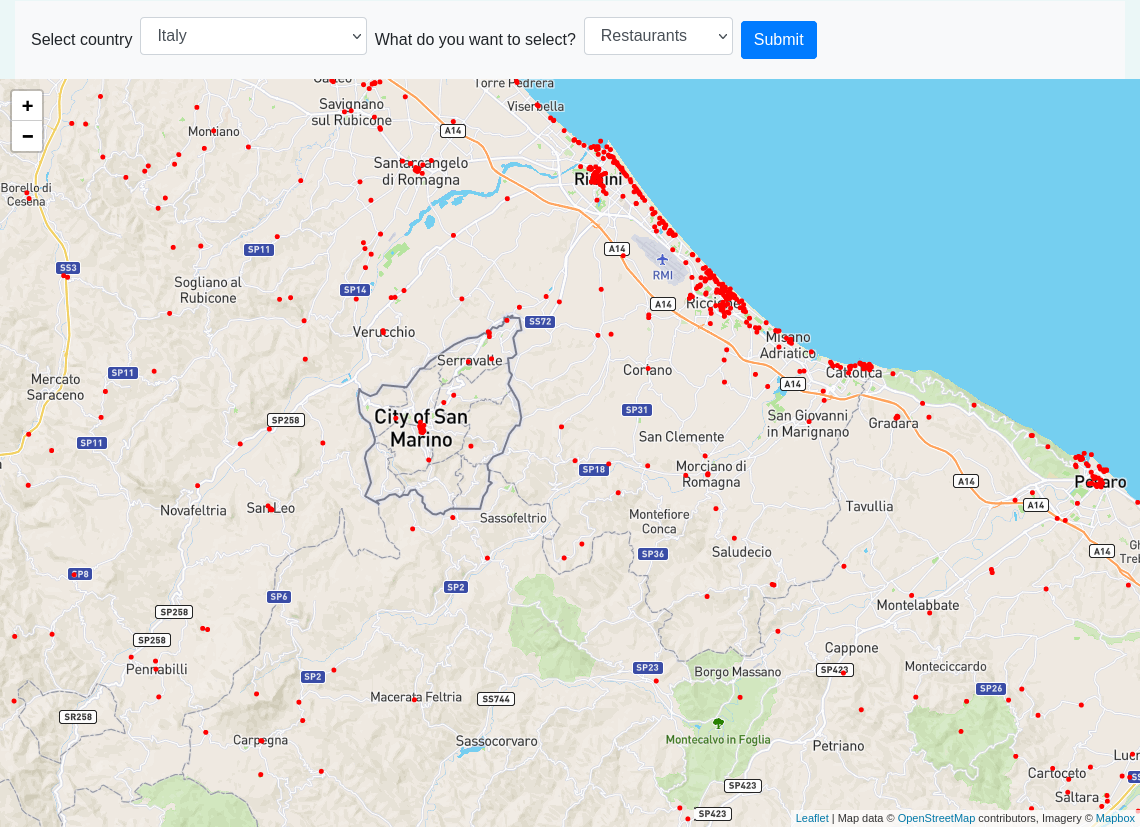 Select country Italy What do you want to select? Restaurants Submit
+
−
Torre Pedrera
Savignano
sul Rubicone
Viserbella
A14
Montiano
Santarcangelo
di Romagna
Rimini
Borello di
Cesena
SP11
A14
SS3
RMI
Sogliano al
Rubicone
SP14
A14
Riccione
SS72
Verucchio
Misano
Adriatico
Serravalle
SP11
Coriano
Cattolica
Mercato
Saraceno
A14
SP31
City of San
Marino
SP258
San Giovanni
in Marignano
Gradara
SP11
San Clemente
SP18
Morciano di
Romagna
A14
Pesaro
Novafeltria
San Leo
Sassofeltrio
Montefiore
Conca
Tavullia
A14
SP36
Saludecio
A14
SP8
SP2
SP6
Montelabbate
SP258
SP258
Cappone
Pennabilli
SP2
SP23
Borgo Massano
SP423
Monteciccardo
Macerata Feltria
SS744
SP26
SR258
Carpegna
Sassocorvaro
Montecalvo in Foglia
Petriano
Cartoceto
SP423
Saltara
SP423
Leaflet | Map data © OpenStreetMap contributors, Imagery © Mapbox